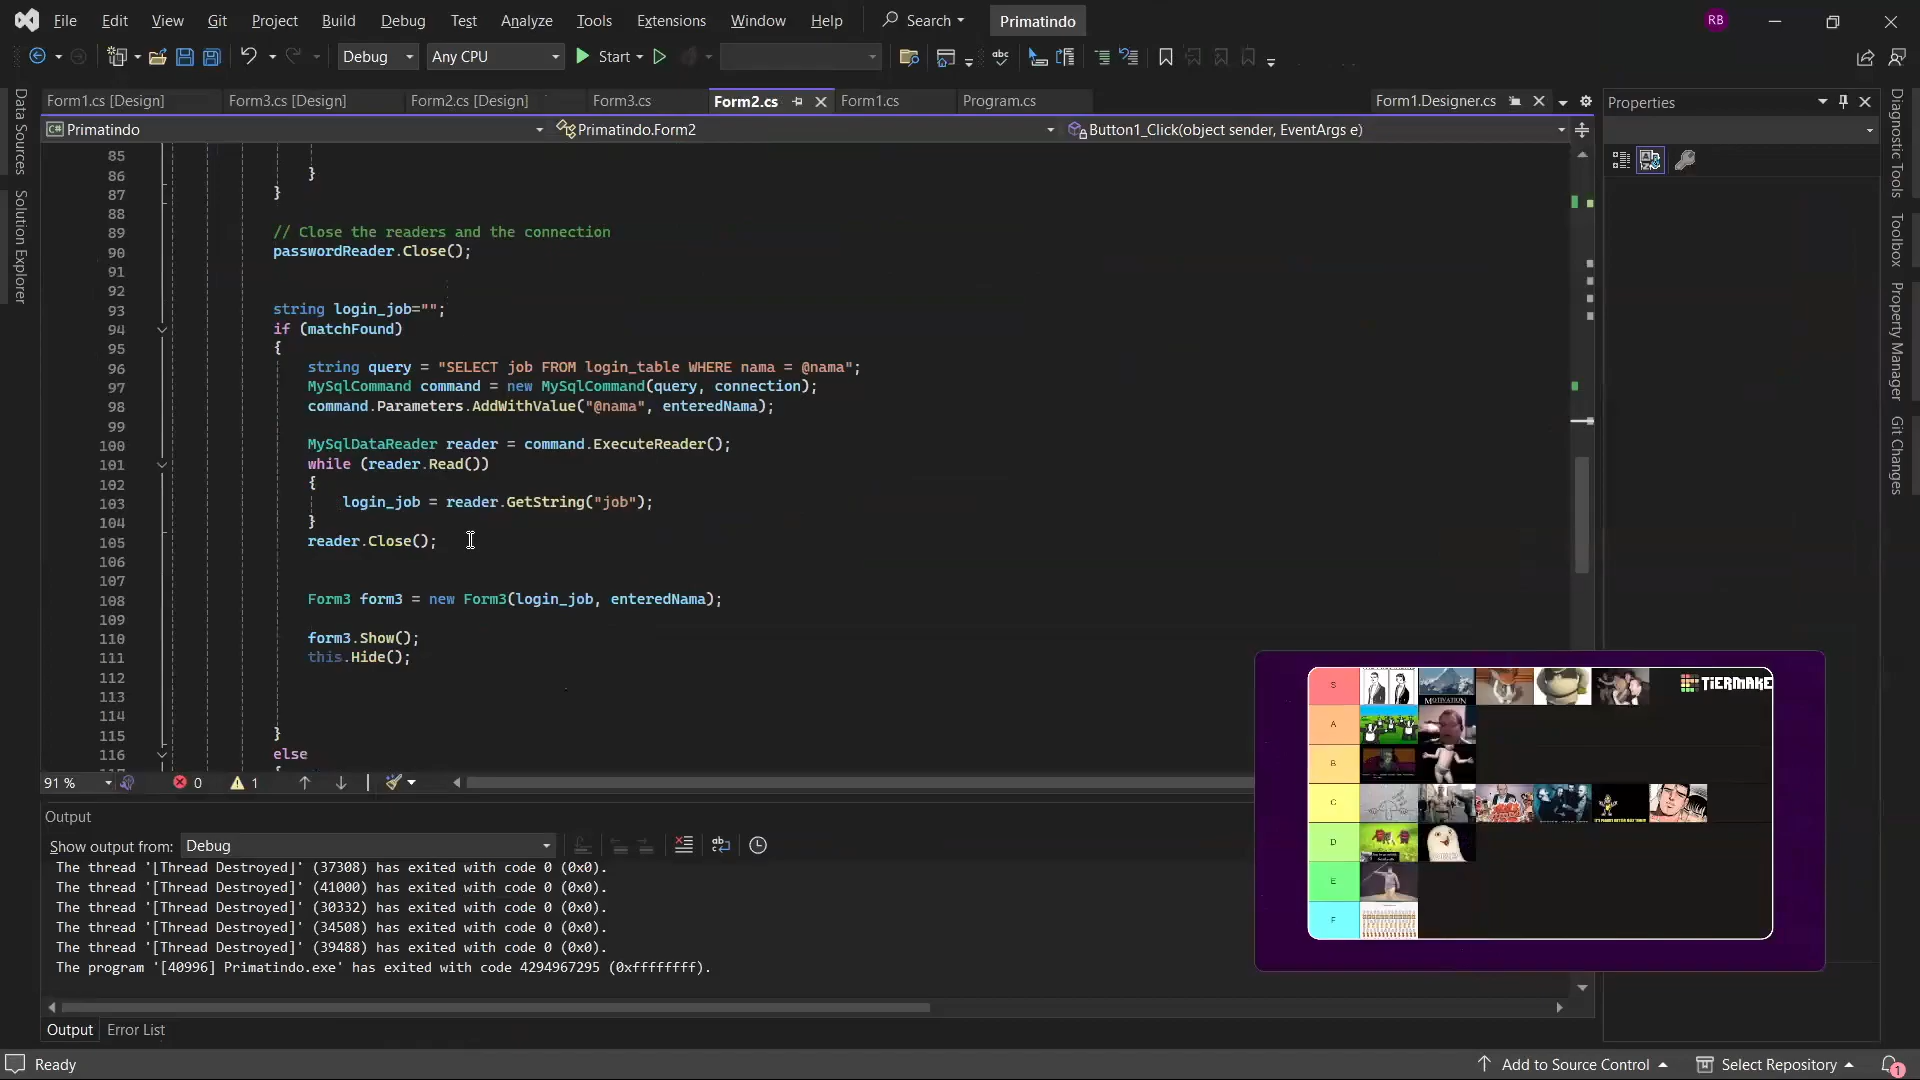 File Edit View Git Project Build Debug Test Analyze Tools Extensions Window Help Search Primatindo RB
Debug Any CPU Start
Form1.cs [Design] Form3.cs [Design] Form2.cs [Design] Form3.cs Form2.cs Form1.cs Program.cs Form1.Designer.cs Properties
Primatindo Primatindo.Form2 Button1_Click(object sender, EventArgs e)
Data Sources
Solution Explorer
Diagnostic Tools
Toolbox
Property Manager
Git Changes
85
86 }
87 }
88
89 // Close the readers and the connection
90 passwordReader.Close();
91
92
93 string login_job="";
94 if (matchFound)
95 {
96 string query = "SELECT job FROM login_table WHERE nama = @nama";
97 MySqlCommand command = new MySqlCommand(query, connection);
98 command.Parameters.AddWithValue("@nama", enteredNama);
99
100 MySqlDataReader reader = command.ExecuteReader();
101 while (reader.Read())
102 {
103 login_job = reader.GetString("job");
104 }
105 reader.Close();
106
107
108 Form3 form3 = new Form3(login_job, enteredNama);
109
110 form3.Show();
111 this.Hide();
112
113
114
115 }
116 else
91 % 0 1
Output
Show output from: Debug
The thread '[Thread Destroyed]' (37308) has exited with code 0 (0x0).
The thread '[Thread Destroyed]' (41000) has exited with code 0 (0x0).
The thread '[Thread Destroyed]' (30332) has exited with code 0 (0x0).
The thread '[Thread Destroyed]' (34508) has exited with code 0 (0x0).
The thread '[Thread Destroyed]' (39488) has exited with code 0 (0x0).
The program '[40996] Primatindo.exe' has exited with code 4294967295 (0xffffffff).
Output Error List
Ready Add to Source Control Select Repository 1
S
TiERMAKE
MOTIVATION
A
B
C
D
E
F